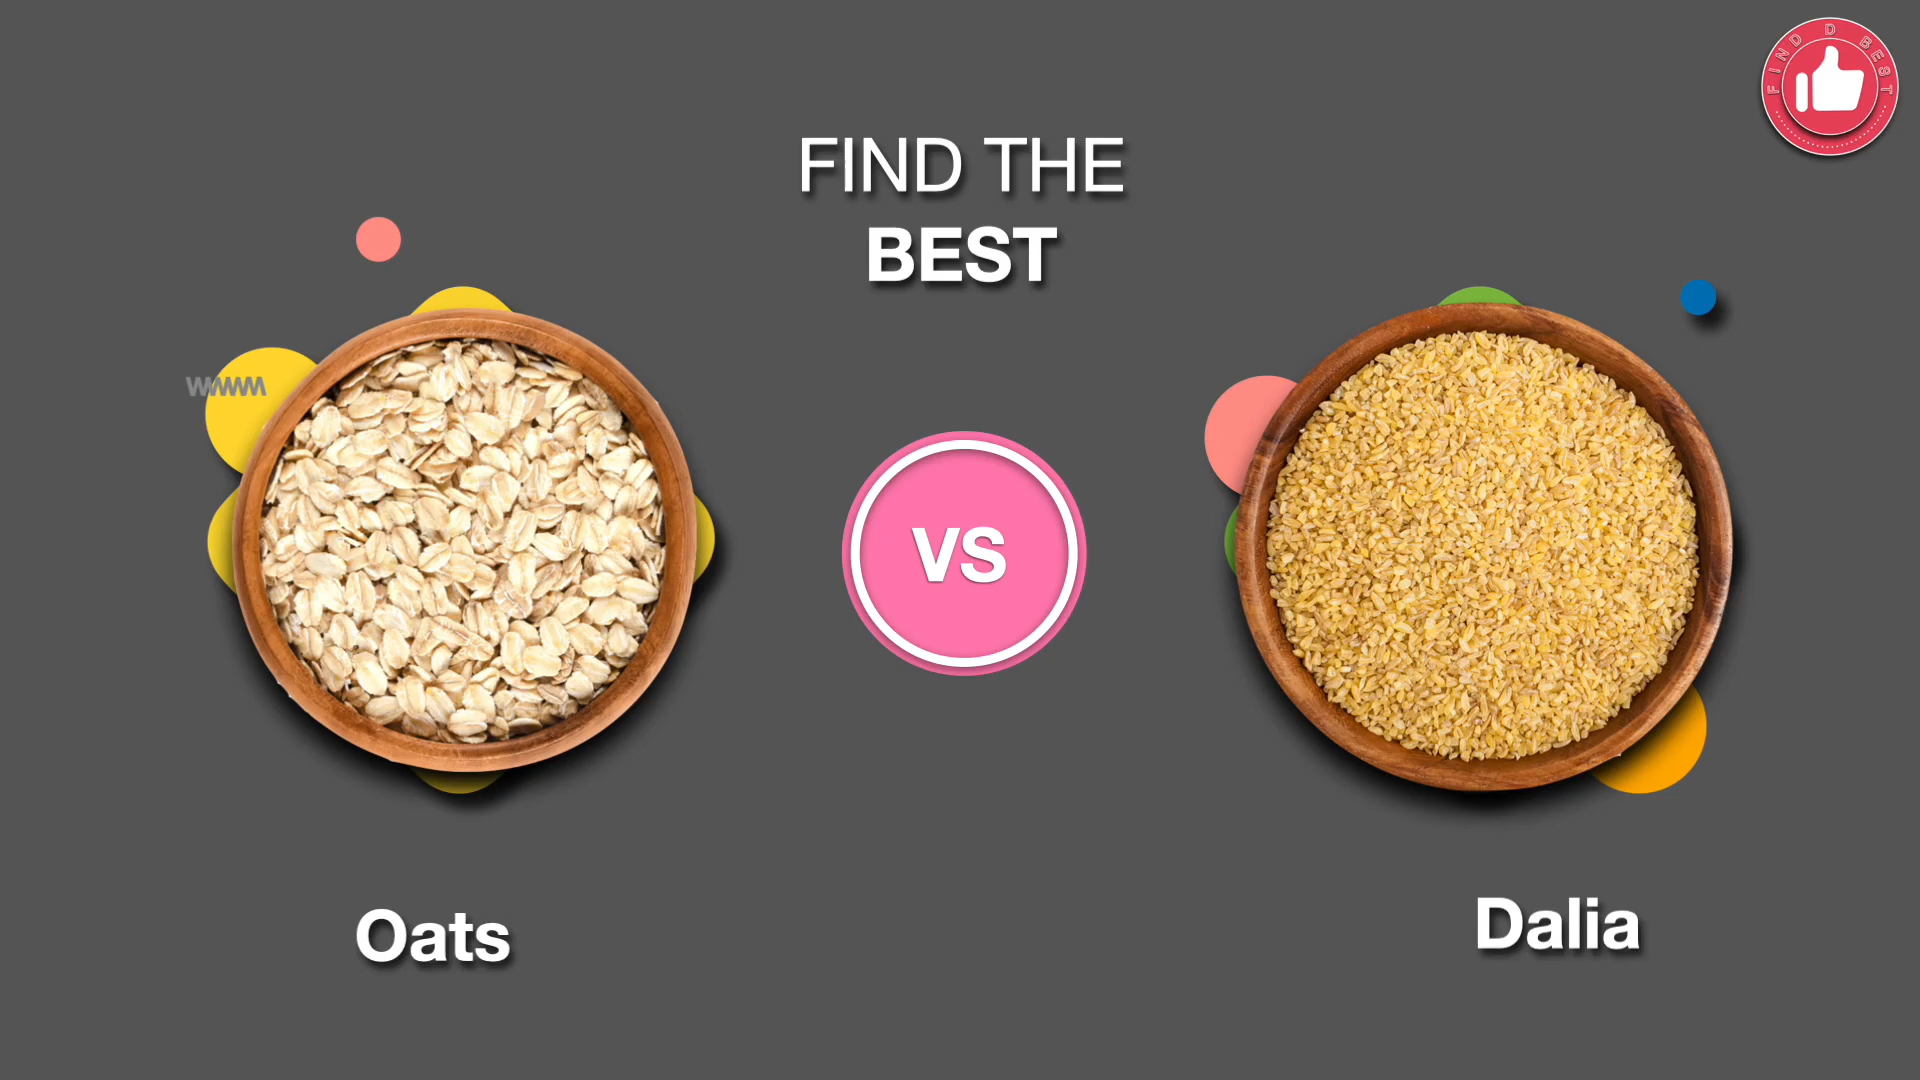 FIND D BEST
FIND THE
BEST
VS
Oats
Dalia